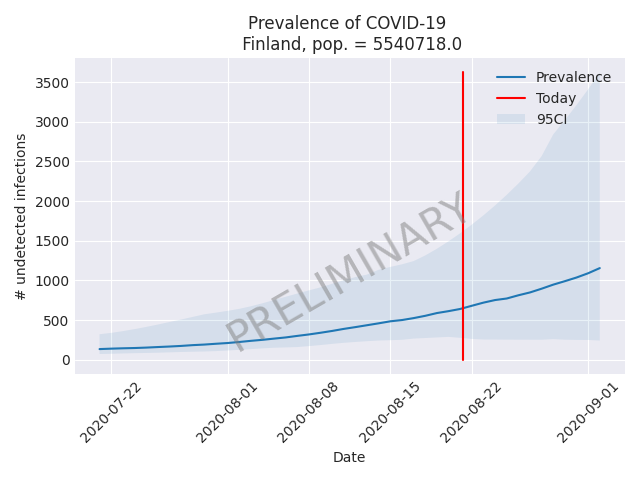 Prevalence of COVID-19
Finland, pop. = 5540718.0
3500
3000
2500
2000
1500
1000
500
0
# undetected infections
Prevalence
Today
95CI
PRELIMINARY
2020-07-22
2020-08-01
2020-08-08
2020-08-15
2020-08-22
2020-09-01
Date